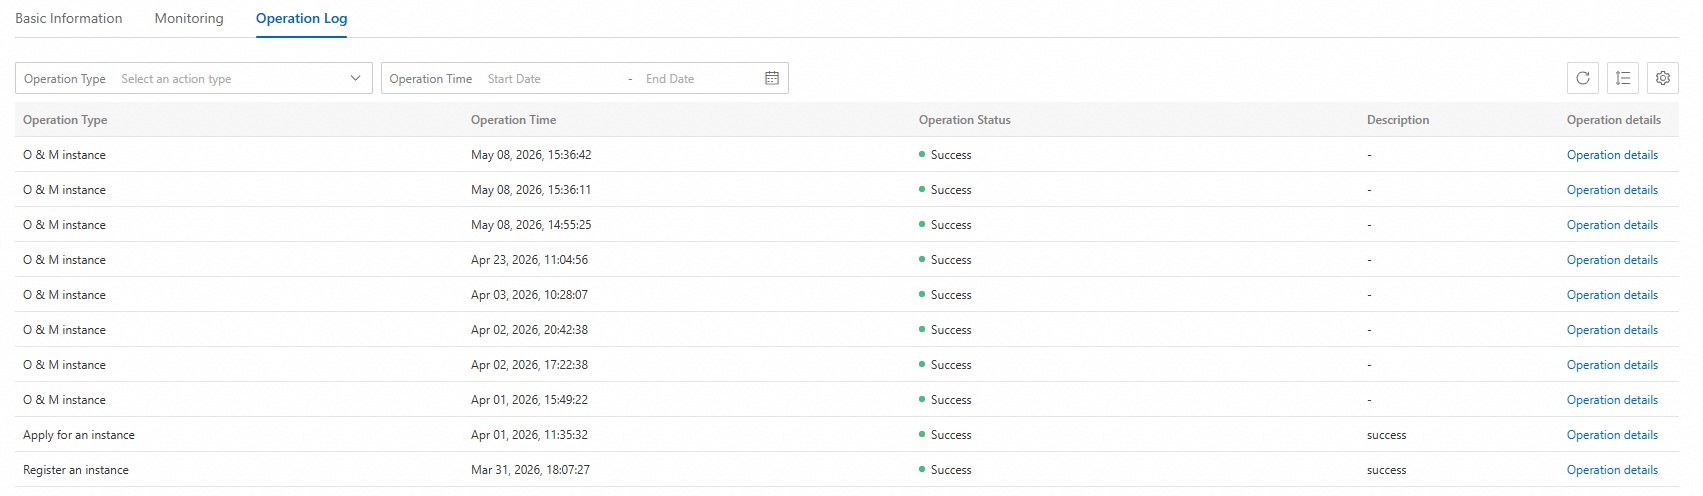 Basic Information Monitoring Operation Log
Operation Type Select an action type Operation Time Start Date - End Date
Operation Type Operation Time Operation Status Description Operation details
O & M instance May 08, 2026, 15:36:42 Success - Operation details
O & M instance May 08, 2026, 15:36:11 Success - Operation details
O & M instance May 08, 2026, 14:55:25 Success - Operation details
O & M instance Apr 23, 2026, 11:04:56 Success - Operation details
O & M instance Apr 03, 2026, 10:28:07 Success - Operation details
O & M instance Apr 02, 2026, 20:42:38 Success - Operation details
O & M instance Apr 02, 2026, 17:22:38 Success - Operation details
O & M instance Apr 01, 2026, 15:49:22 Success - Operation details
Apply for an instance Apr 01, 2026, 11:35:32 Success success Operation details
Register an instance Mar 31, 2026, 18:07:27 Success success Operation details